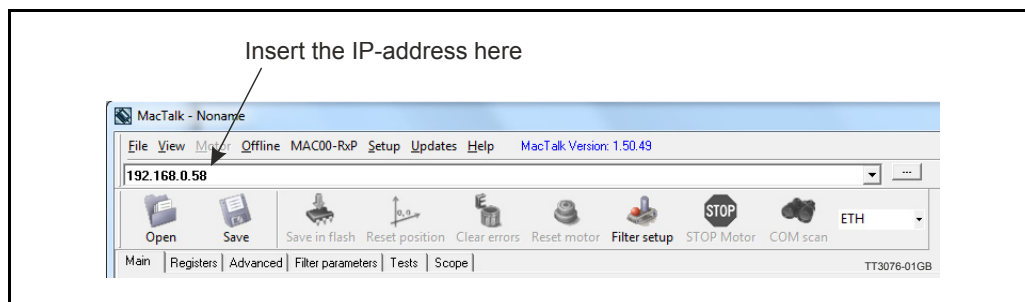 Insert the IP-address here
MacTalk - Noname
File View Motor Offline MAC00-RxP Setup Updates Help MacTalk Version: 1.50.49
192.168.0.58 ...
0,0 E STOP
Open Save Save in flash Reset position Clear errors Reset motor Filter setup STOP Motor COM scan ETH
Main Registers Advanced Filter parameters Tests Scope
TT3076-01GB